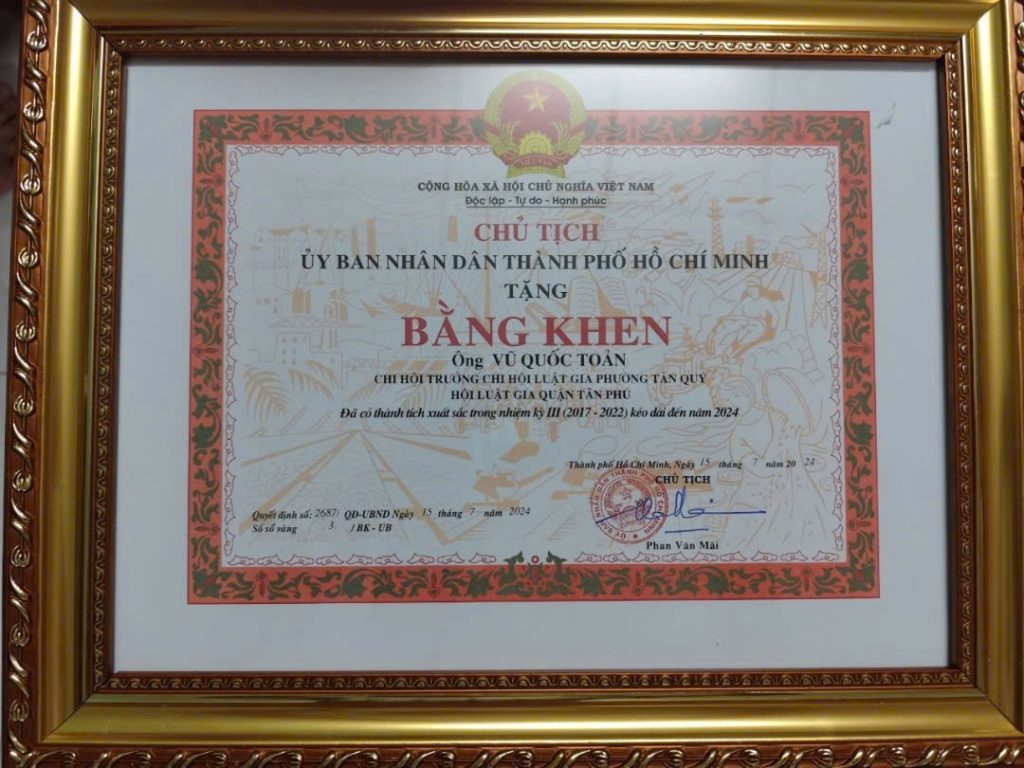 CỘNG HÒA XÃ HỘI CHỦ NGHĨA VIỆT NAM
Độc lập - Tự do - Hạnh phúc
CHỦ TỊCH
ỦY BAN NHÂN DÂN THÀNH PHỐ HỒ CHÍ MINH
TẶNG
BẰNG KHEN
Ông VŨ QUỐC TOẢN
CHI HỘI TRƯỞNG CHI HỘI LUẬT GIA PHƯỜNG TÂN QUÝ
HỘI LUẬT GIA QUẬN TÂN PHÚ
Đã có thành tích xuất sắc trong nhiệm kỳ III (2017 - 2022) kéo dài đến năm 2024
Thành phố Hồ Chí Minh, Ngày 15 tháng 7 năm 2024
CHỦ TỊCH
Quyết định số: 2687/ QĐ-UBND Ngày 15 tháng 7 năm 2024
Số sổ vàng 3. / BK - UB
Phan Văn Mãi